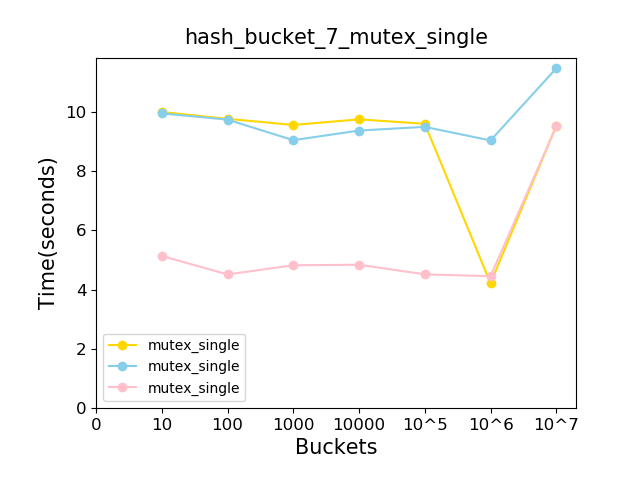 hash_bucket_7_mutex_single
Time(seconds)
10
8
6
4
2
0
mutex_single
mutex_single
mutex_single
0 10 100 1000 10000 10^5 10^6 10^7
Buckets